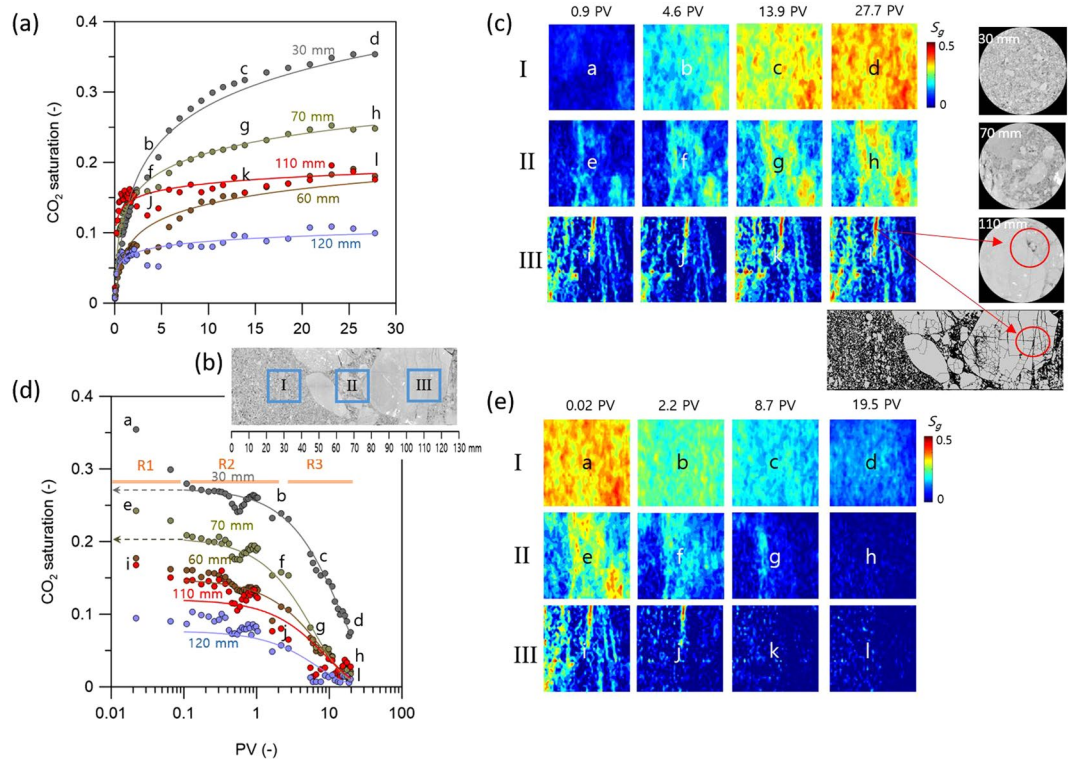 (a)
0.4
0.3
0.2
0.1
0
CO2 saturation (-)
30 mm
70 mm
110 mm
60 mm
120 mm
b
c
d
f
g
h
j
k
l
0 5 10 15 20 25 30
(b)
I II III
0 10 20 30 40 50 60 70 80 90 100 110 120 130 mm
(c)
0.9 PV 4.6 PV 13.9 PV 27.7 PV
Sg
0.5
0
I
a b c d
II
e f g h
III
j k
30 mm
70 mm
110 mm
(d)
0.4
0.3
0.2
0.1
0
CO2 saturation (-)
R1 R2 R3
30 mm
70 mm
60 mm
110 mm
120 mm
a
b
c
d
e
f
g
h
i
j
l
0.01 0.1 1 10 100
PV (-)
(e)
0.02 PV 2.2 PV 8.7 PV 19.5 PV
Sg
0.5
0
I
a b c d
II
e f g h
III
j k l